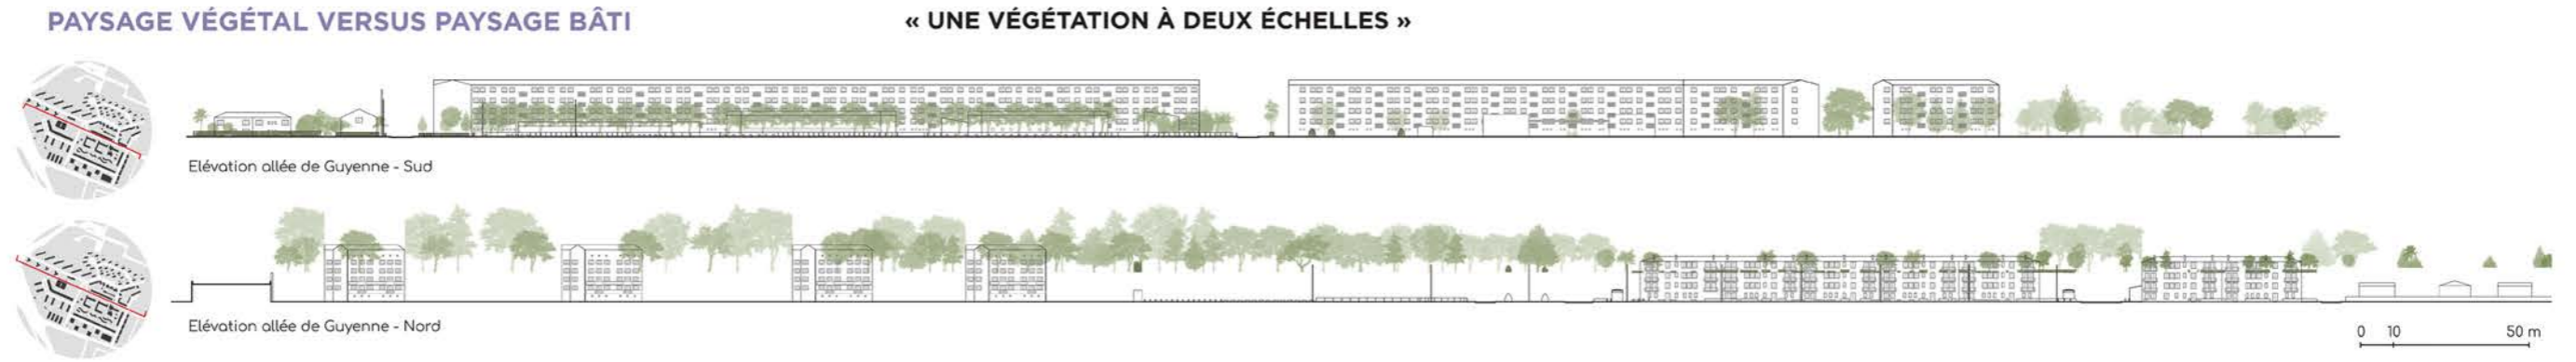 PAYSAGE VÉGÉTAL VERSUS PAYSAGE BÂTI
« UNE VÉGÉTATION À DEUX ÉCHELLES »
Elévation allée de Guyenne - Sud
Elévation allée de Guyenne - Nord
0 10 50 m